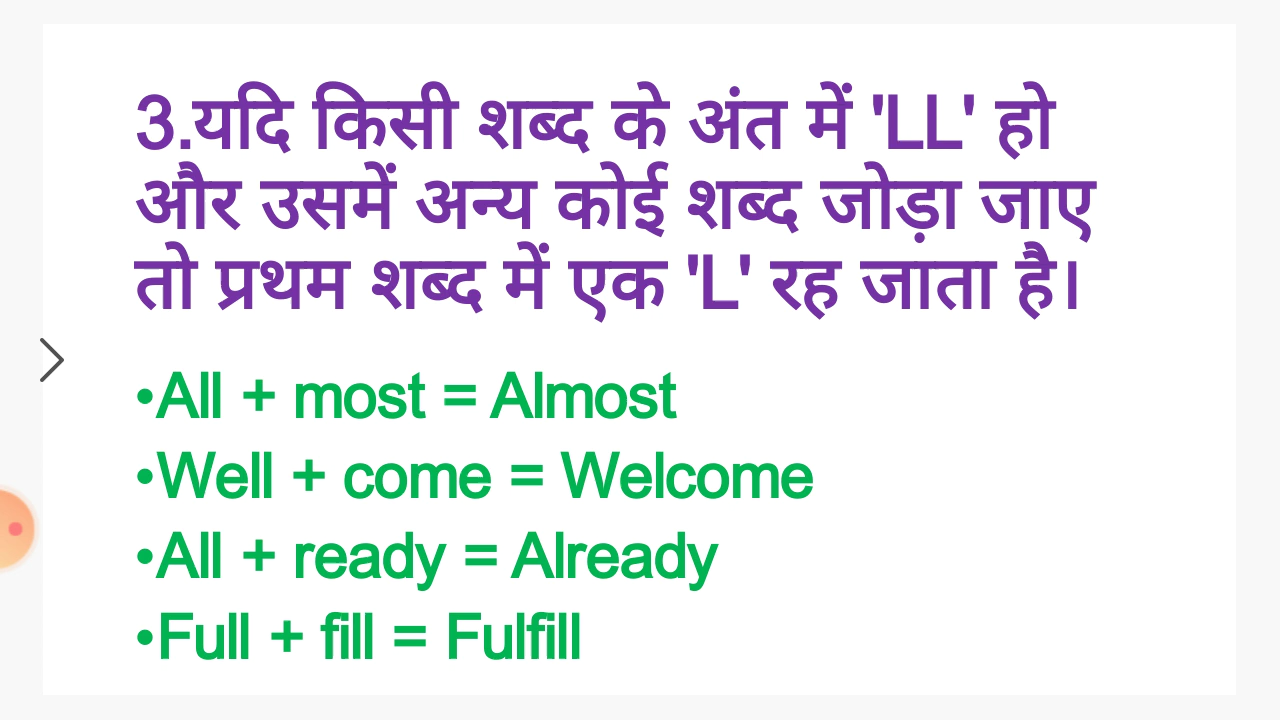 3.यदि किसी शब्द के अंत में 'LL' हो
और उसमें अन्य कोई शब्द जोड़ा जाए
तो प्रथम शब्द में एक 'L' रह जाता है।
•All + most = Almost
•Well + come = Welcome
•All + ready = Already
•Full + fill = Fulfill